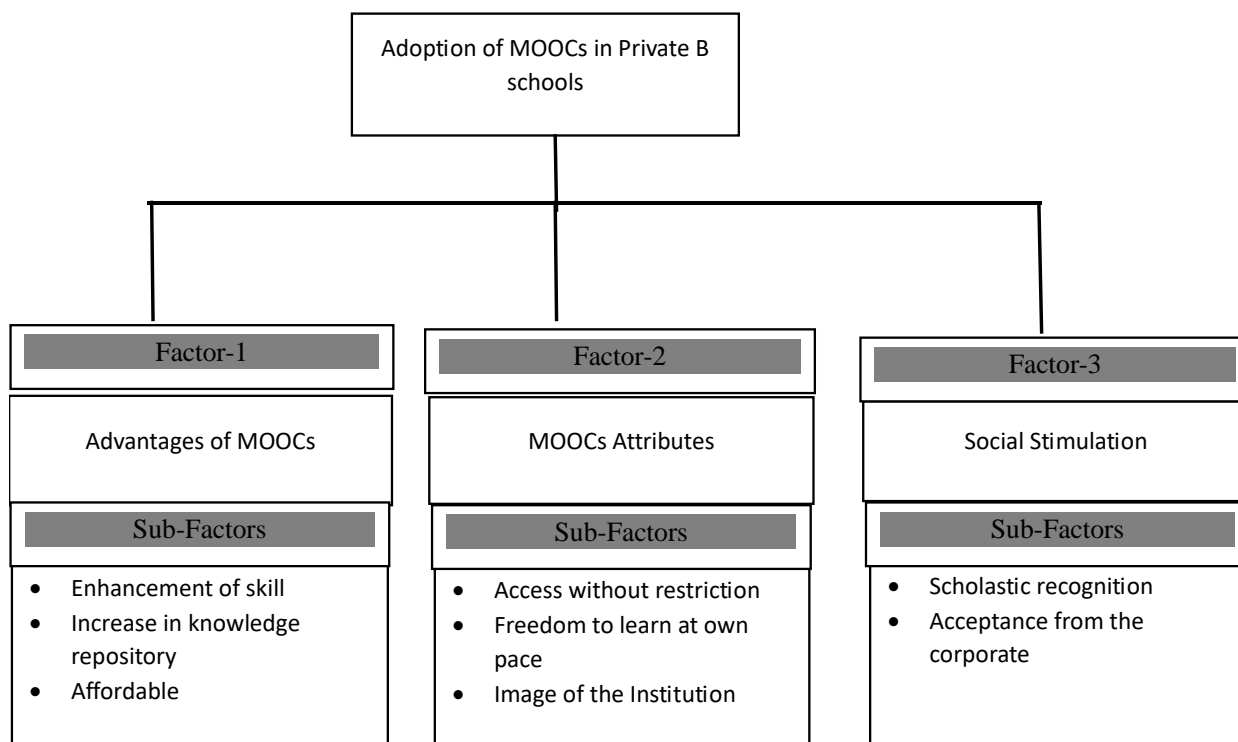 Adoption of MOOCs in Private B
schools
Factor-1
Advantages of MOOCs
Sub-Factors
• Enhancement of skill
• Increase in knowledge
repository
• Affordable
Factor-2
MOOCs Attributes
Sub-Factors
• Access without restriction
• Freedom to learn at own
pace
• Image of the Institution
Factor-3
Social Stimulation
Sub-Factors
• Scholastic recognition
• Acceptance from the
corporate